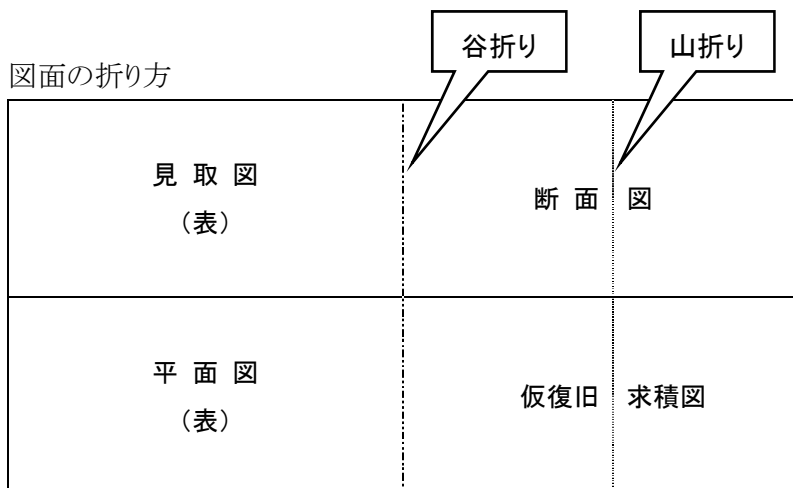 谷折り
山折り
図面の折り方
見 取 図
（表）
断 面 図
平 面 図
（表）
仮復旧 求積図